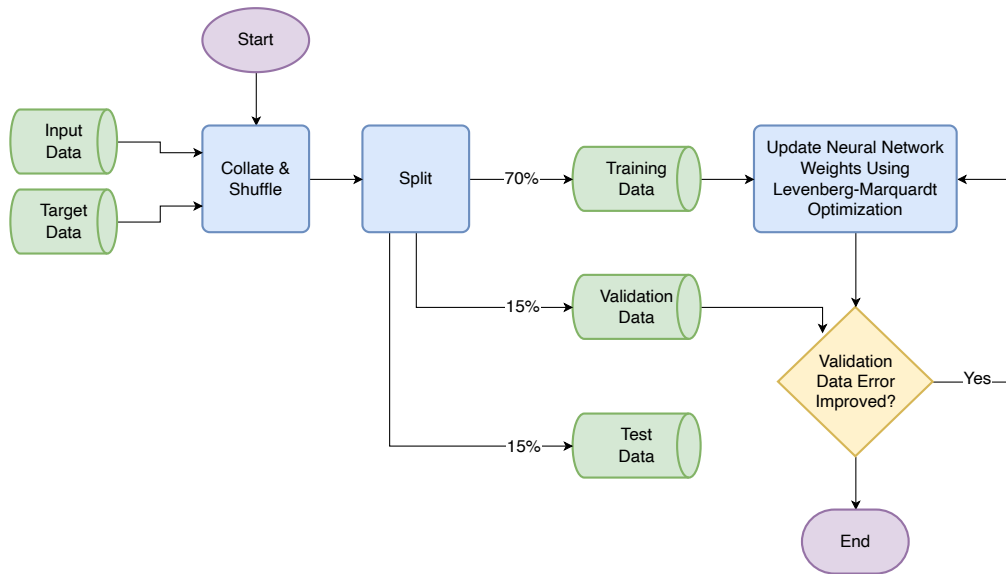 Start
Input
Data
Target
Data
Collate &
Shuffle
Split
70%
Training
Data
Update Neural Network
Weights Using
Levenberg-Marquardt
Optimization
15%
Validation
Data
Validation
Data Error
Improved?
Yes
15%
Test
Data
End